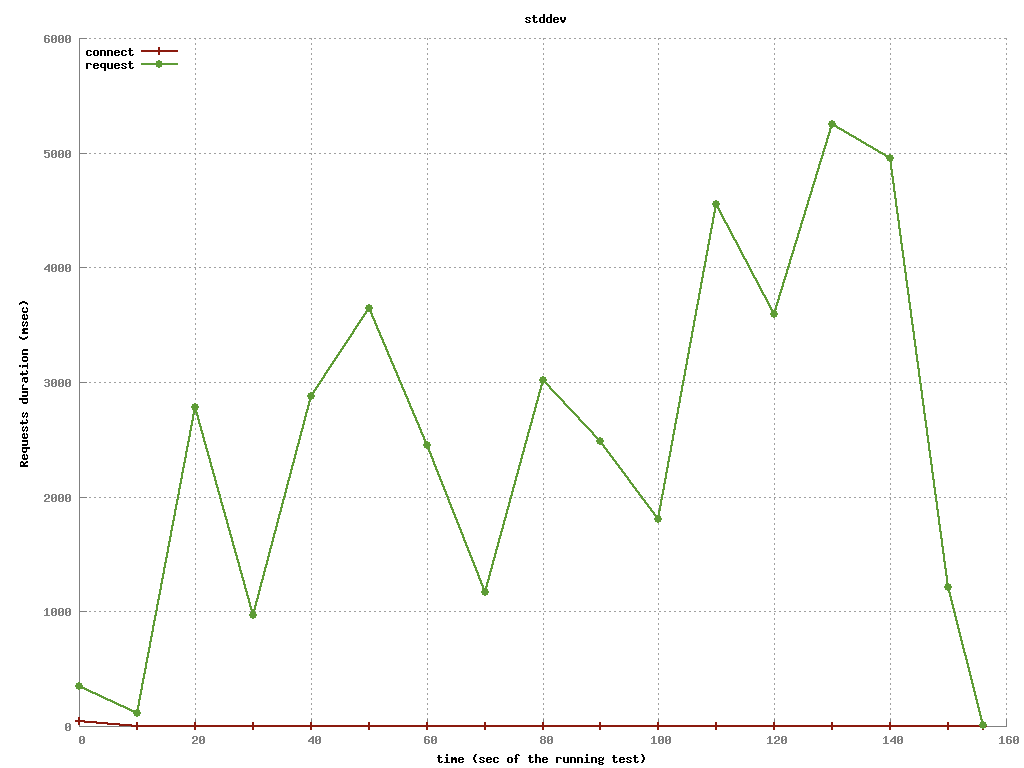 stddev
connect
request
6000
5000
4000
3000
2000
1000
0
Requests duration (msec)
0 20 40 60 80 100 120 140 160
time (sec of the running test)